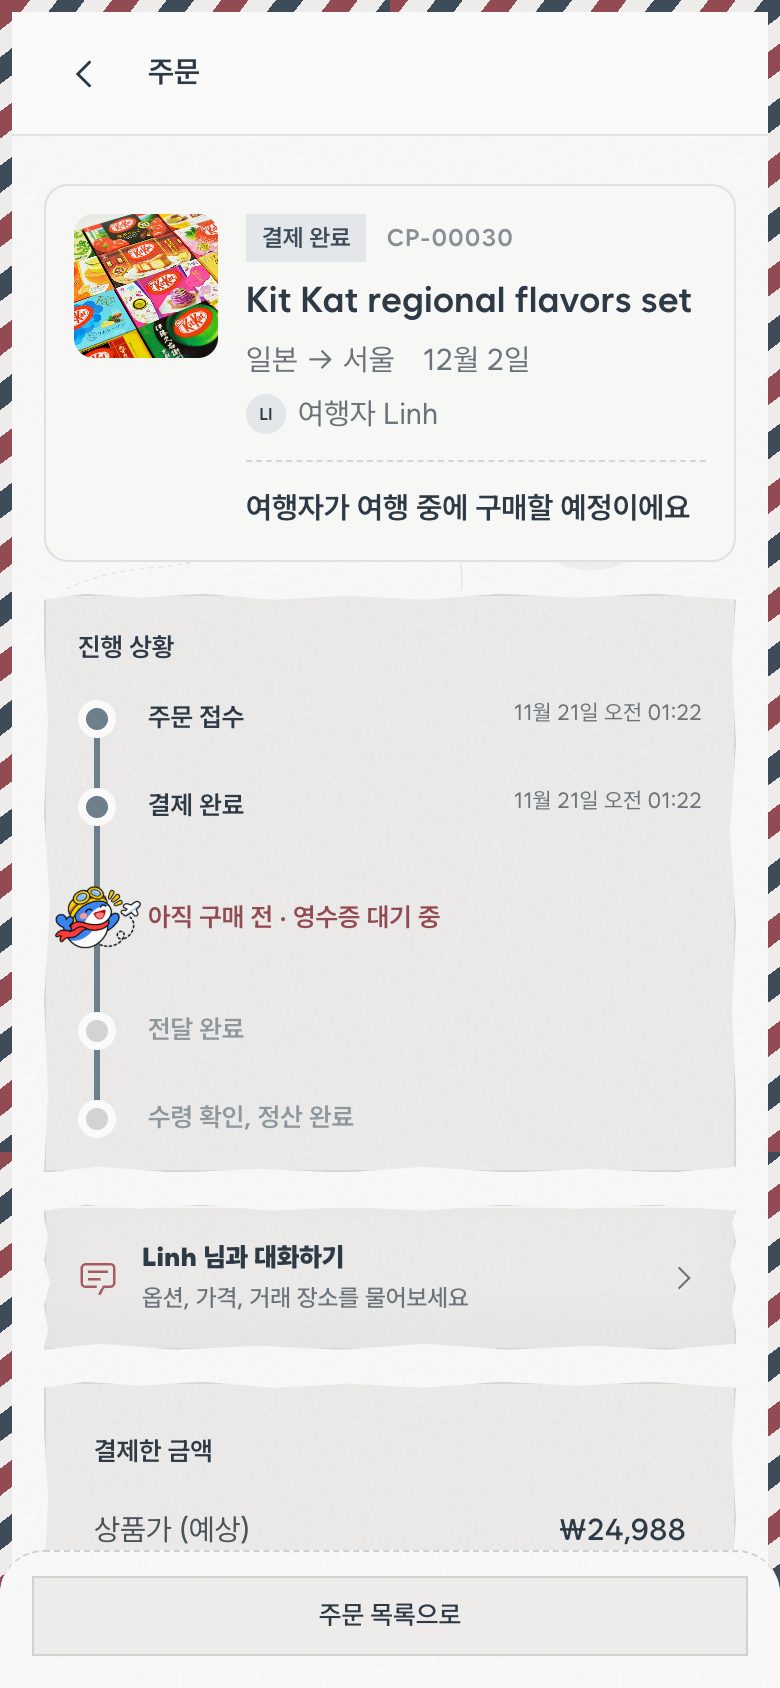 주문
결제 완료 CP-00030
Kit Kat regional flavors set
일본 → 서울 12월 2일
LI 여행자 Linh
여행자가 여행 중에 구매할 예정이에요
진행 상황
주문 접수 11월 21일 오전 01:22
결제 완료 11월 21일 오전 01:22
아직 구매 전 · 영수증 대기 중
전달 완료
수령 확인, 정산 완료
Linh 님과 대화하기
옵션, 가격, 거래 장소를 물어보세요
결제한 금액
상품가 (예상) ₩24,988
주문 목록으로